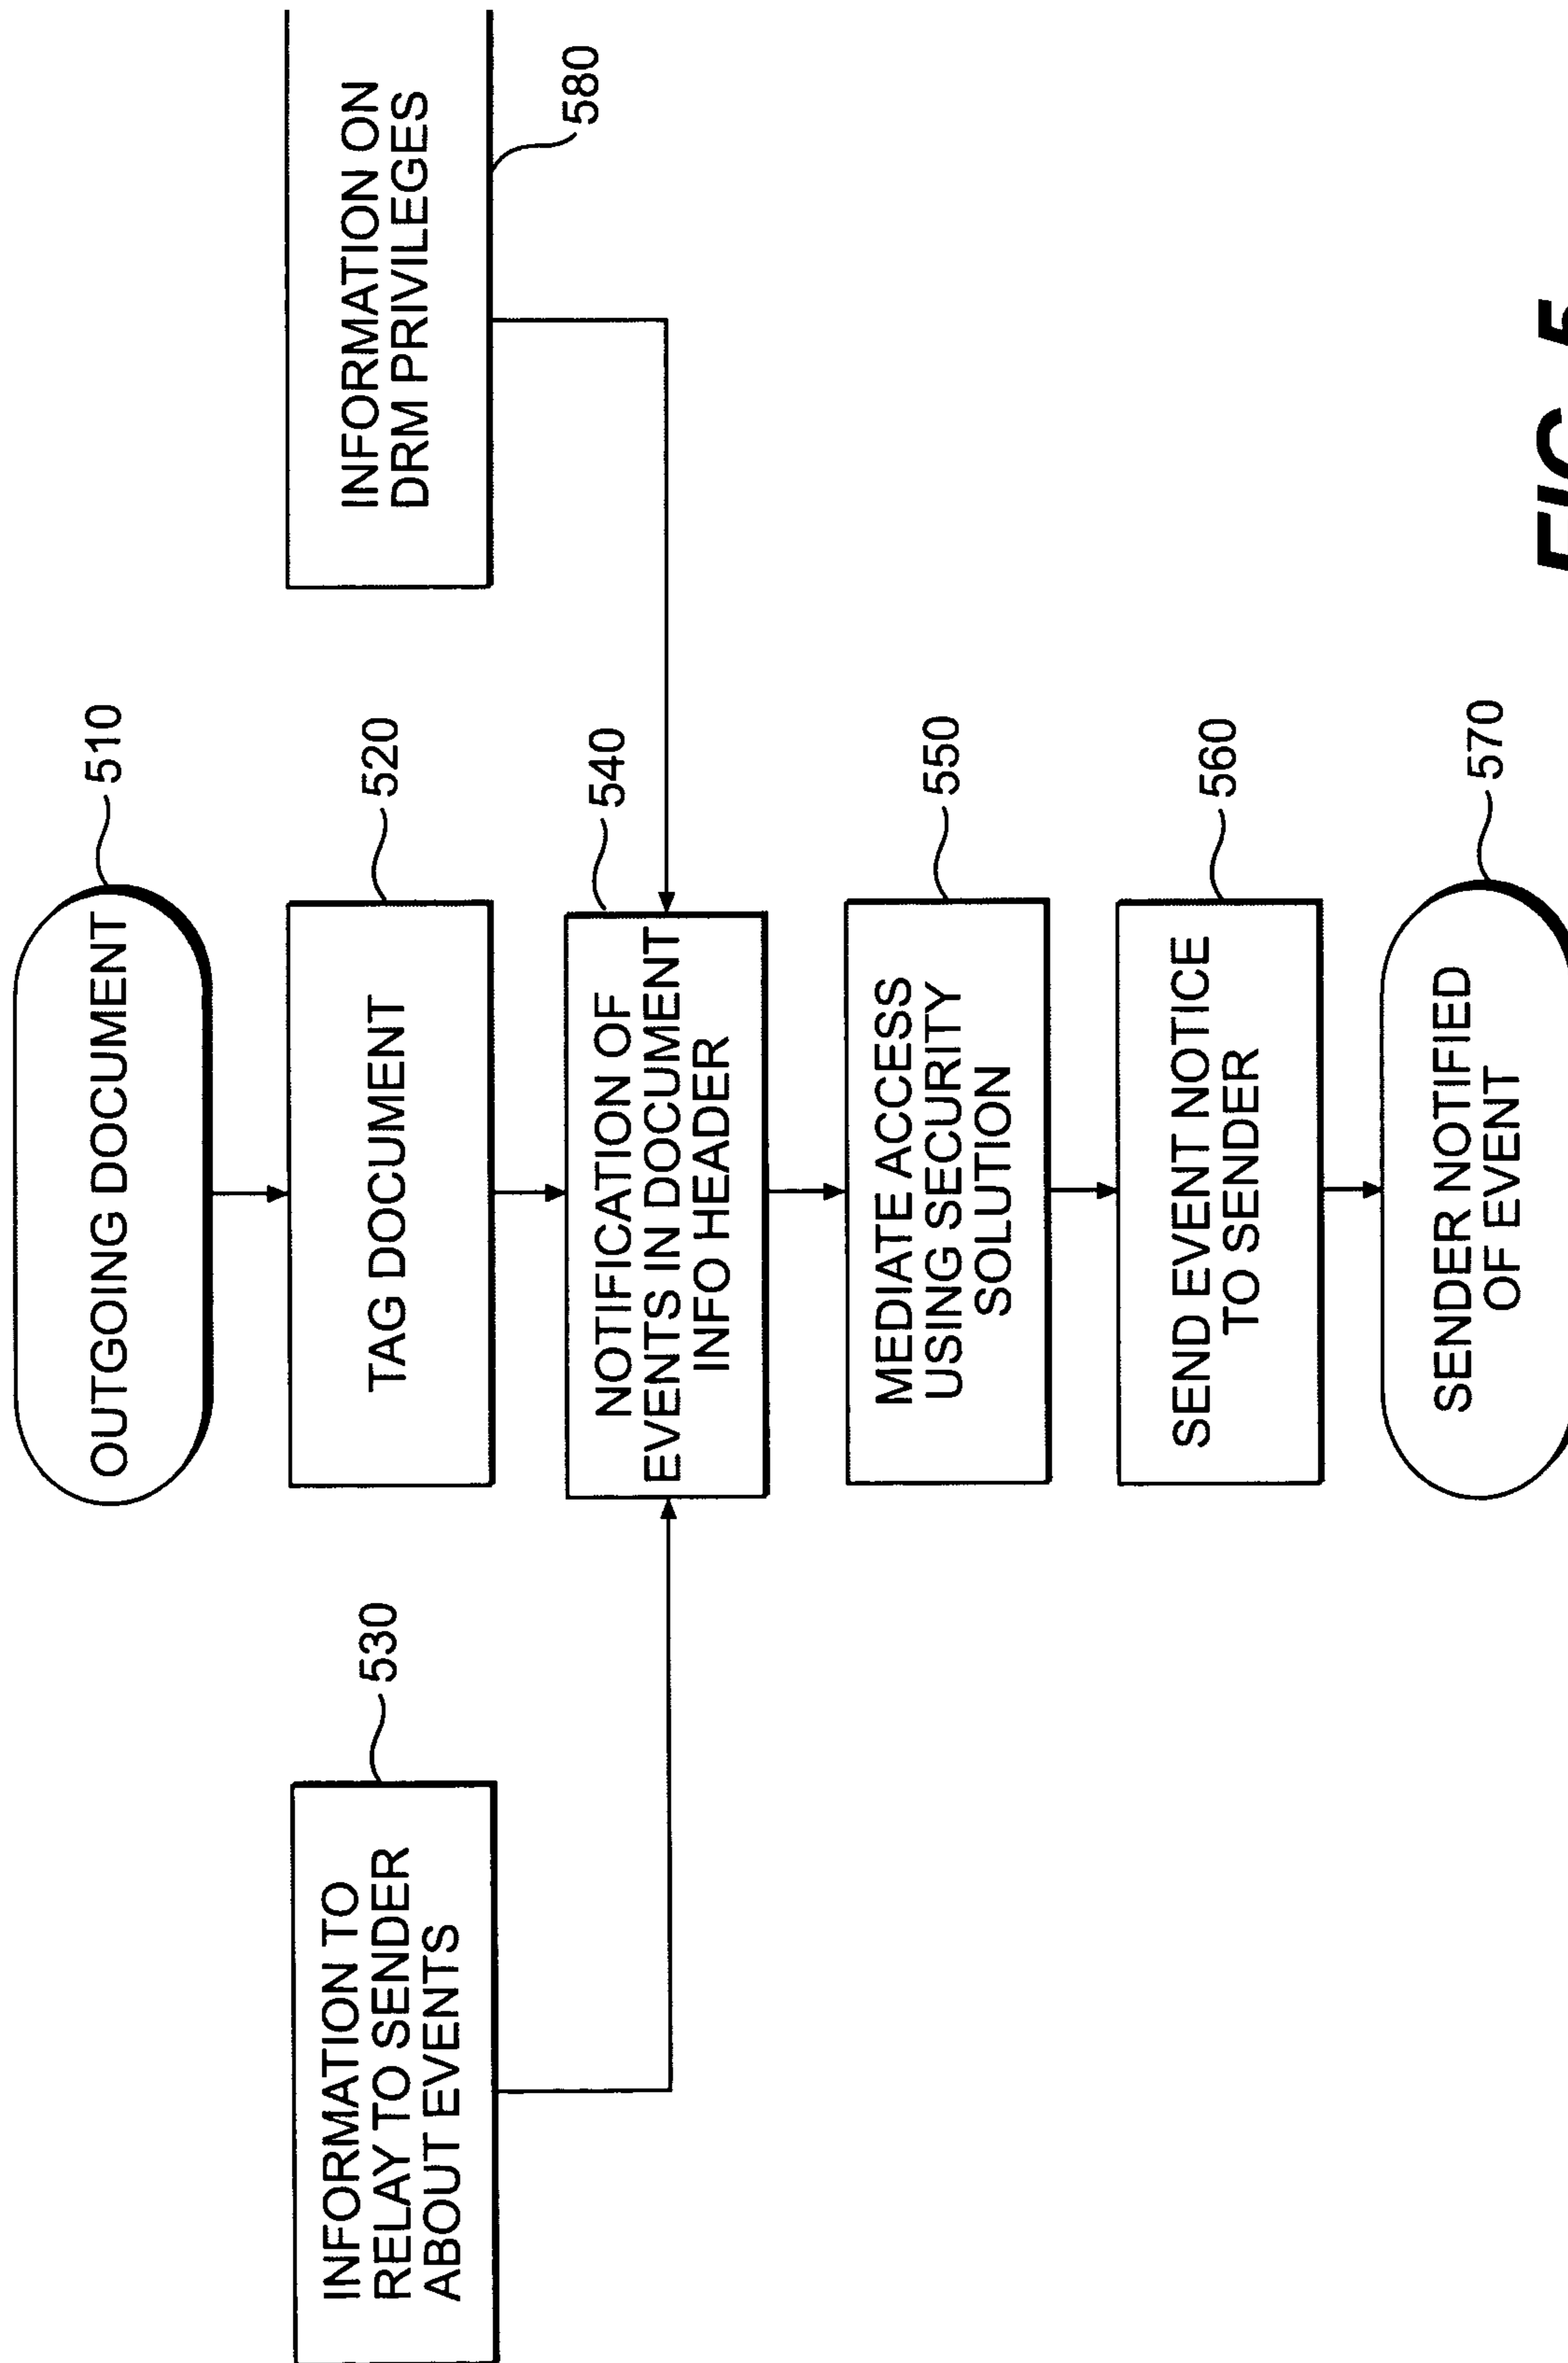 OUTGOING DOCUMENT
510
TAG DOCUMENT
520
INFORMATION TO
RELAY TO SENDER
ABOUT EVENTS
530
NOTIFICATION OF
EVENTS IN DOCUMENT
INFO HEADER
540
INFORMATION ON
DRM PRIVILEGES
580
MEDIATE ACCESS
USING SECURITY
SOLUTION
550
SEND EVENT NOTICE
TO SENDER
560
SENDER NOTIFIED
OF EVENT
570
FIG. 5